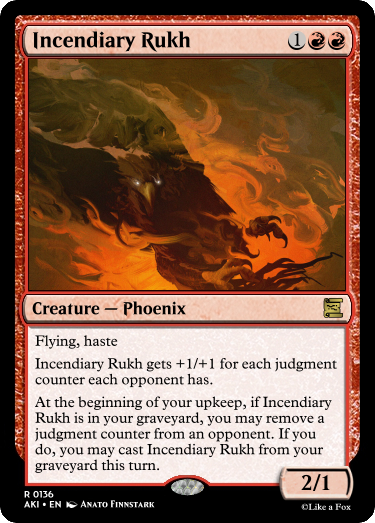 Incendiary Rukh 1
Creature — Phoenix
Flying, haste
Incendiary Rukh gets +1/+1 for each judgment
counter each opponent has.
At the beginning of your upkeep, if Incendiary
Rukh is in your graveyard, you may remove a
judgment counter from an opponent. If you
do, you may cast Incendiary Rukh from your
graveyard this turn.
2/1
R 0136
AKI • EN Anato Finnstark
©Like a Fox